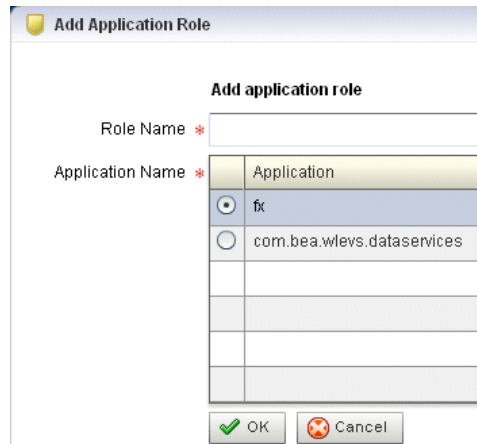 Add Application Role
Add application role
Role Name *
Application Name *
Application
fx
com.bea.wlevs.dataservices
OK
Cancel